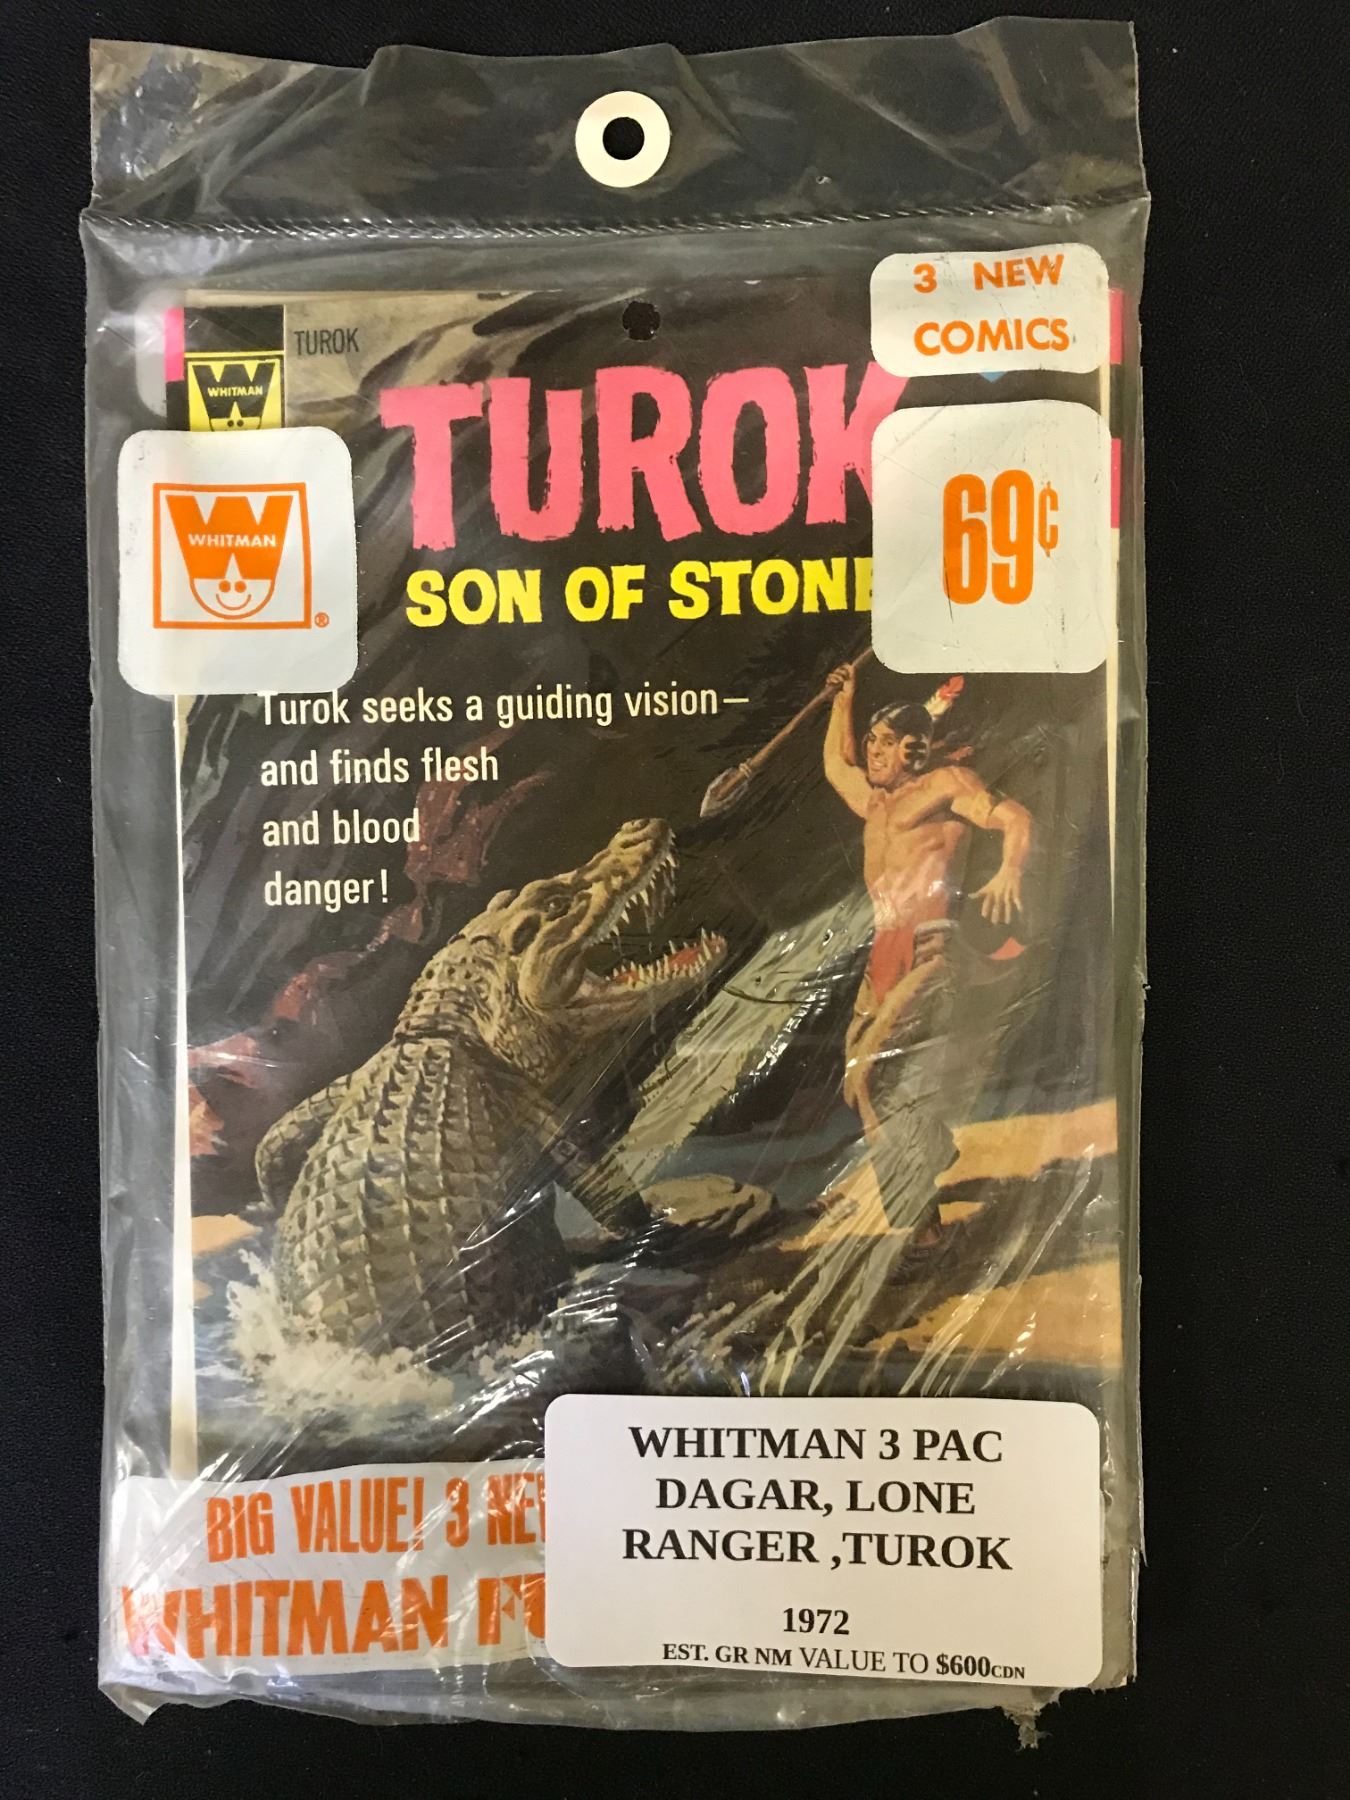 3 NEW
COMICS
TUROK
WHITMAN
TUROK
69¢
WHITMAN
®
SON OF STONE
Turok seeks a guiding vision—
and finds flesh
and blood
danger!
BIG VALUE! 3 NEW
WHITMAN FU
WHITMAN 3 PAC
DAGAR, LONE
RANGER ,TUROK
1972
EST. GR NM VALUE TO $600CDN